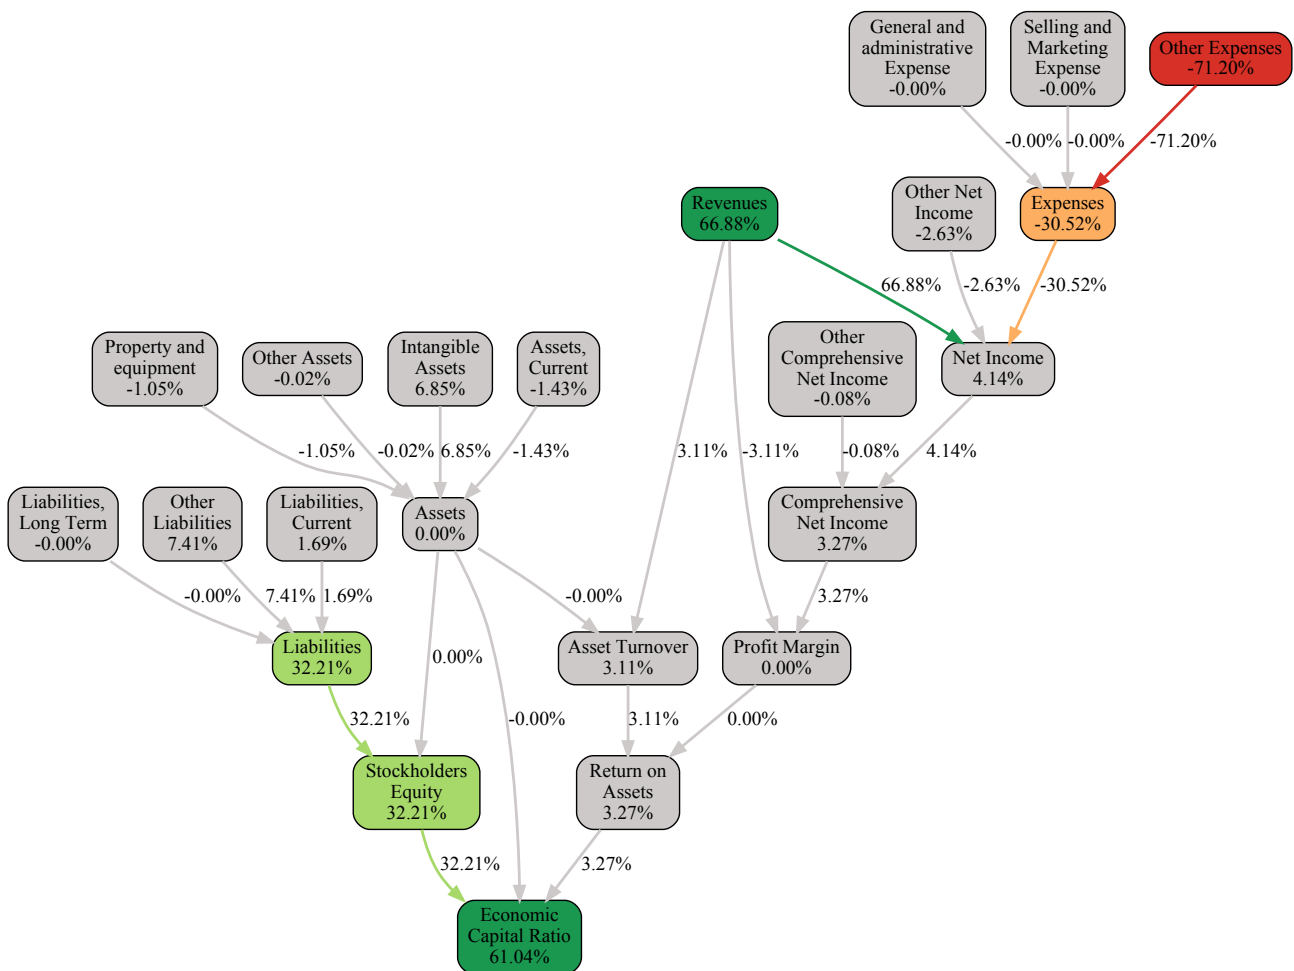 General and
administrative
Expense
-0.00%
Selling and
Marketing
Expense
-0.00%
Other Expenses
-71.20%
-0.00%
-0.00%
-71.20%
Revenues
66.88%
Other Net
Income
-2.63%
Expenses
-30.52%
66.88%
-2.63%
-30.52%
Property and
equipment
-1.05%
Other Assets
-0.02%
Intangible
Assets
6.85%
Assets,
Current
-1.43%
Other
Comprehensive
Net Income
-0.08%
Net Income
4.14%
-1.05%
-0.02%
6.85%
-1.43%
3.11%
-3.11%
-0.08%
4.14%
Liabilities,
Long Term
-0.00%
Other
Liabilities
7.41%
Liabilities,
Current
1.69%
Assets
0.00%
Comprehensive
Net Income
3.27%
-0.00%
7.41%
1.69%
-0.00%
3.27%
Liabilities
32.21%
0.00%
Asset Turnover
3.11%
Profit Margin
0.00%
32.21%
-0.00%
3.11%
0.00%
Stockholders
Equity
32.21%
Return on
Assets
3.27%
32.21%
3.27%
Economic
Capital Ratio
61.04%